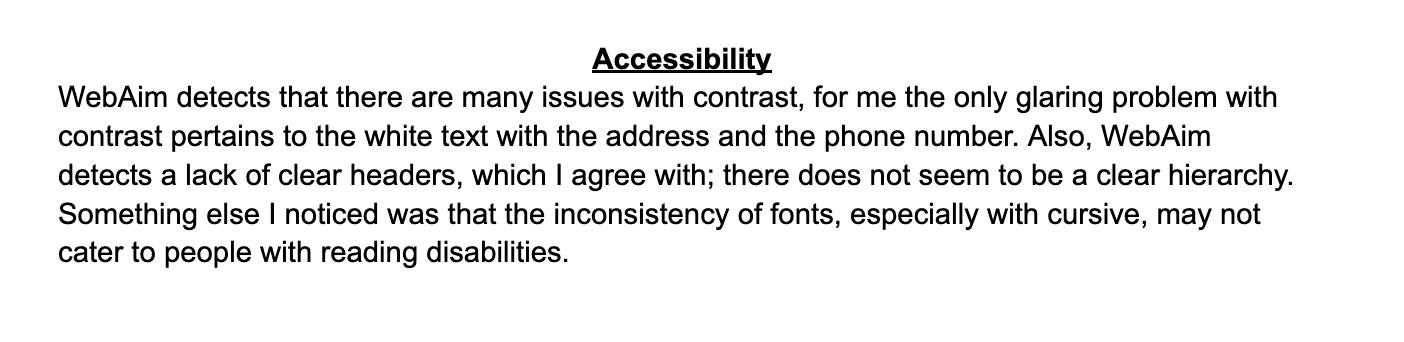 Accessibility
WebAim detects that there are many issues with contrast, for me the only glaring problem with
contrast pertains to the white text with the address and the phone number. Also, WebAim
detects a lack of clear headers, which I agree with; there does not seem to be a clear hierarchy.
Something else I noticed was that the inconsistency of fonts, especially with cursive, may not
cater to people with reading disabilities.